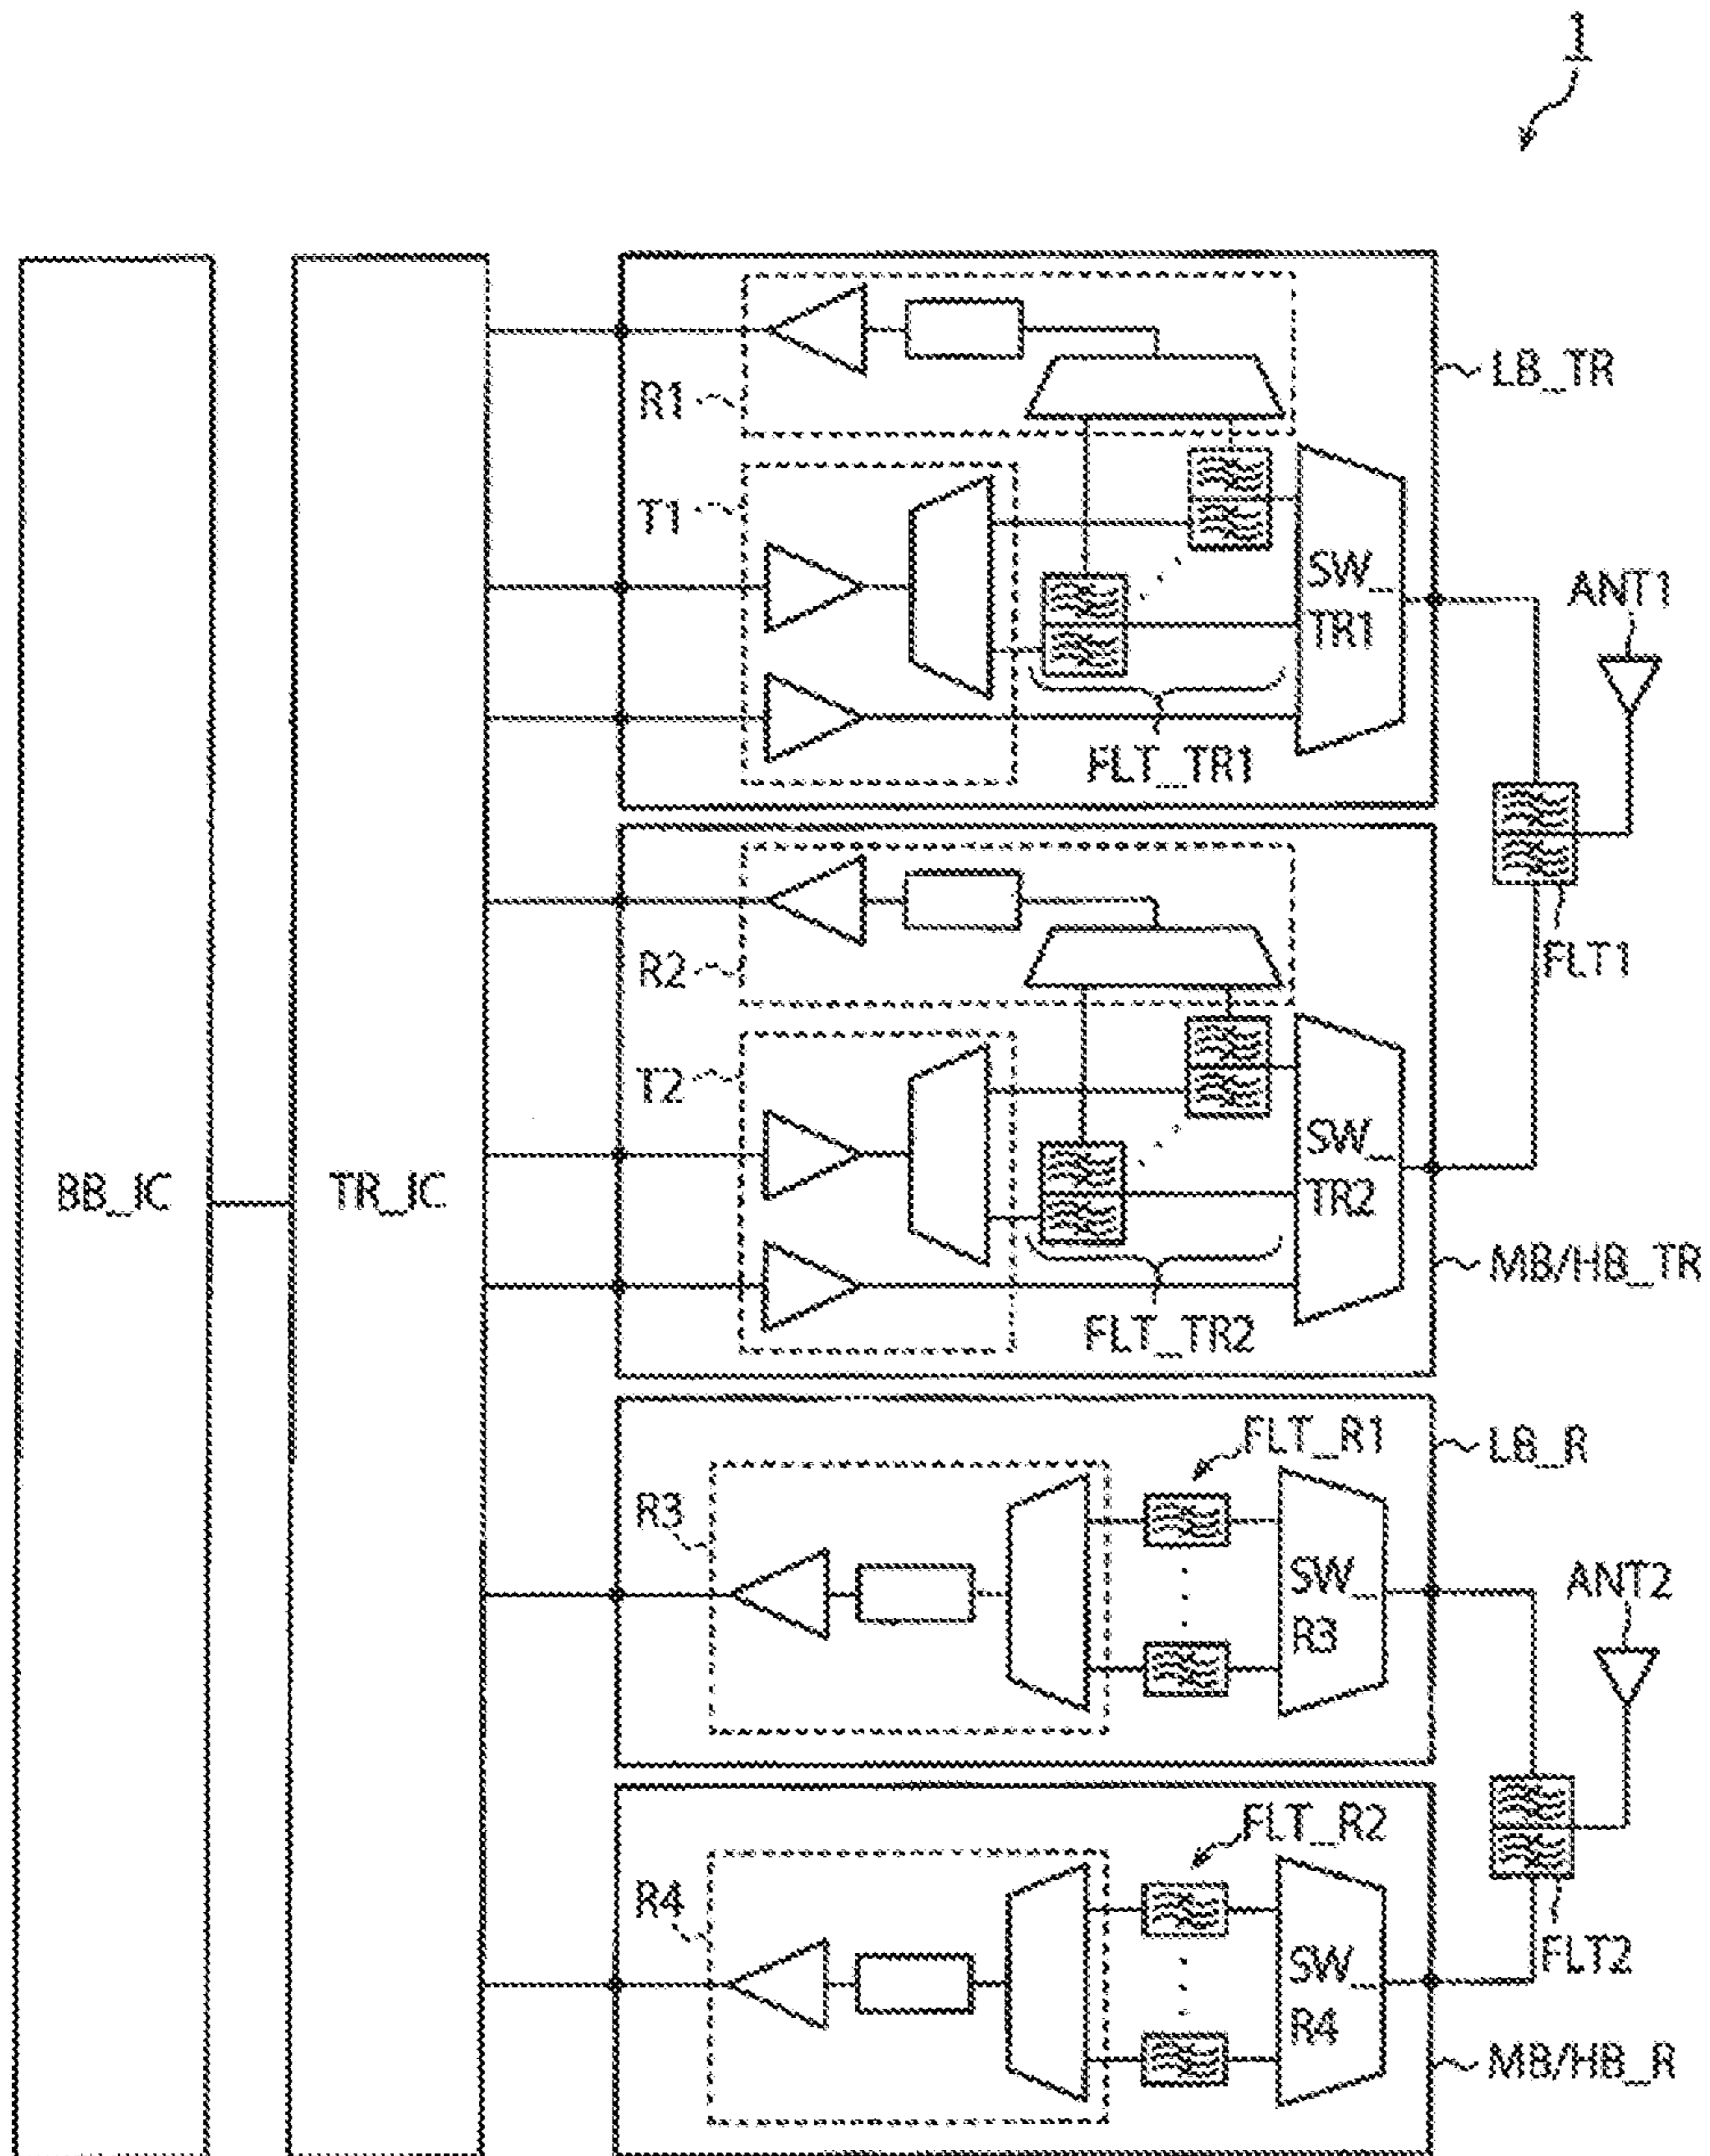 1
LB_TR
R1
T1
SW_
TR1
ANT1
FLT_TR1
FLT1
R2
T2
SW_
TR2
BB_IC
TR_IC
MB/HB_TR
FLT_TR2
FLT_R1
LB_R
R3
SW_
R3
ANT2
FLT_R2
R4
SW_
R4
FLT2
MB/HB_R